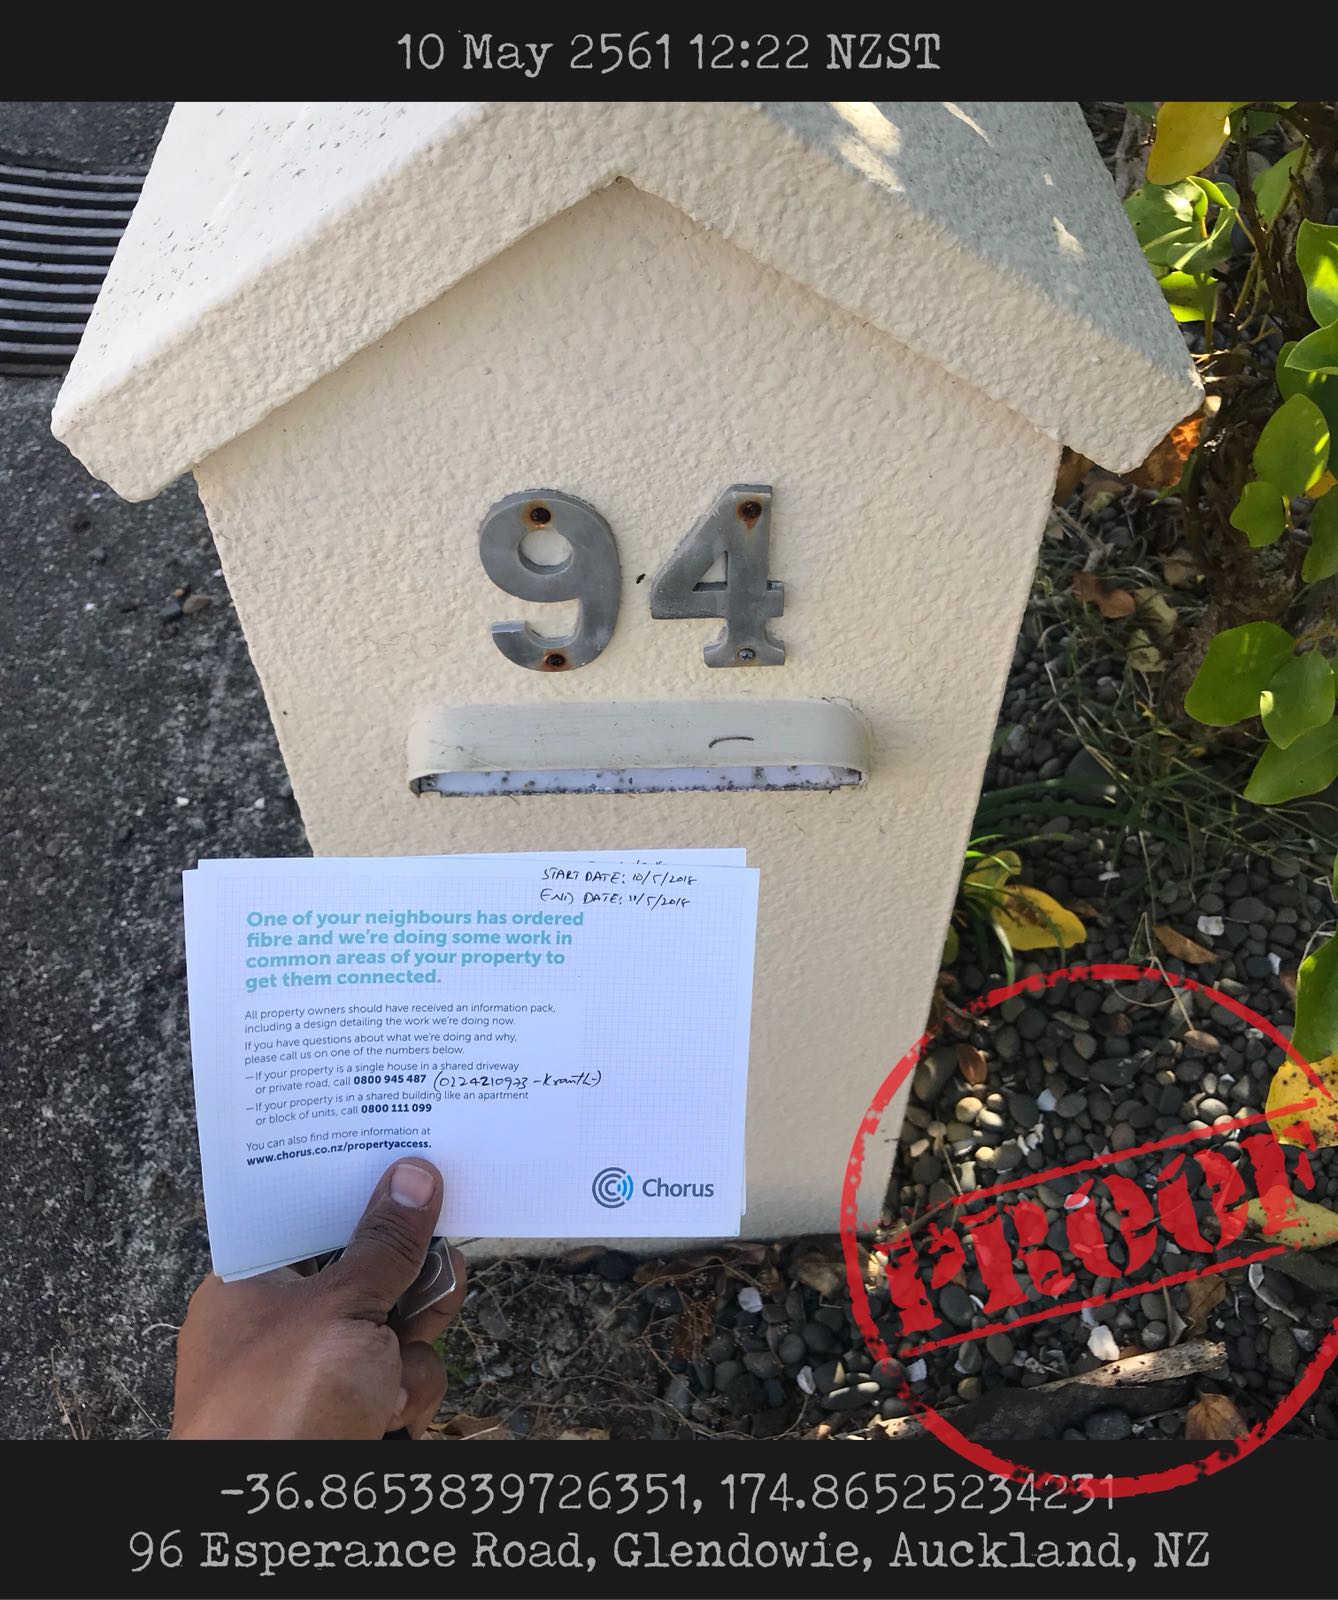 10 May 2561 12:22 NZST
94
START DATE: 10/5/2018
END DATE: 11/5/2018
One of your neighbours has ordered
fibre and we're doing some work in
common areas of your property to
get them connected.
All property owners should have received an information pack,
including a design detailing the work we're doing now.
If you have questions about what we're doing and why,
please call us on one of the numbers below.
—If your property is a single house in a shared driveway
or private road, call 0800 945 487 (0224210973 -
—If your property is in a shared building like an apartment
or block of units, call 0800 111 099
You can also find more information at
www.chorus.co.nz/propertyaccess.
Chorus
PROOF
-36.8653839726351, 174.86525234231
96 Esperance Road, Glendowie, Auckland, NZ